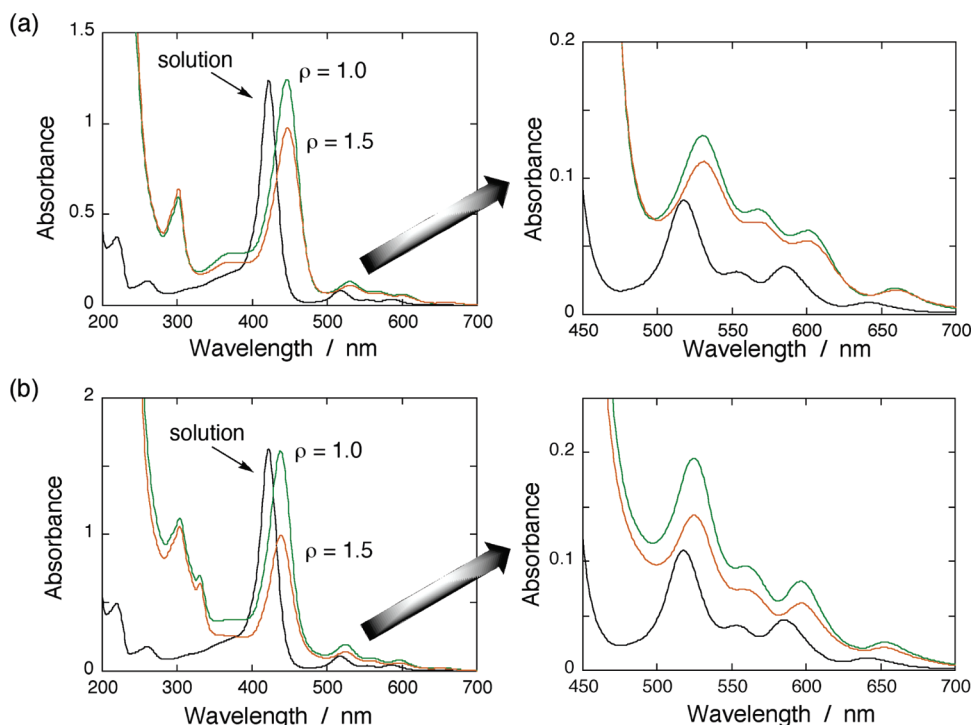 (a)
1.5
1
0.5
0
Absorbance
solution
ρ = 1.0
ρ = 1.5
200 300 400 500 600 700
Wavelength / nm
0.2
0.1
0
Absorbance
450 500 550 600 650 700
Wavelength / nm
(b)
2
1
0
Absorbance
solution
ρ = 1.0
ρ = 1.5
200 300 400 500 600 700
Wavelength / nm
0.2
0.1
0
Absorbance
450 500 550 600 650 700
Wavelength / nm